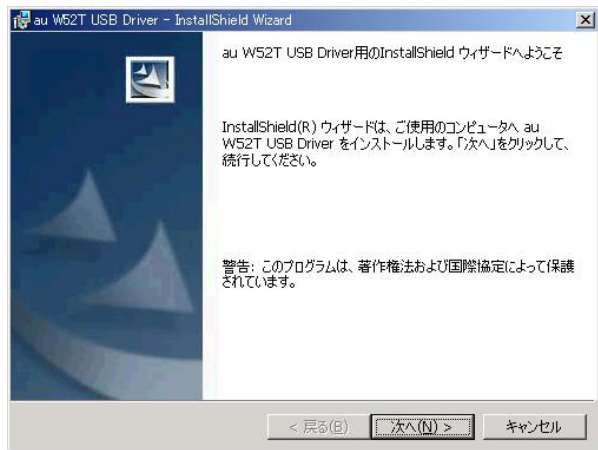 au W52T USB Driver - InstallShield Wizard
au W52T USB Driver用のInstallShield ウィザードへようこそ
InstallShield(R) ウィザードは、ご使用のコンピュータへ au
W52T USB Driver をインストールします。「次へ」をクリックして、
続行してください。
警告: このプログラムは、著作権法および国際協定によって保護
されています。
< 戻る(B)
次へ(N) >
キャンセル